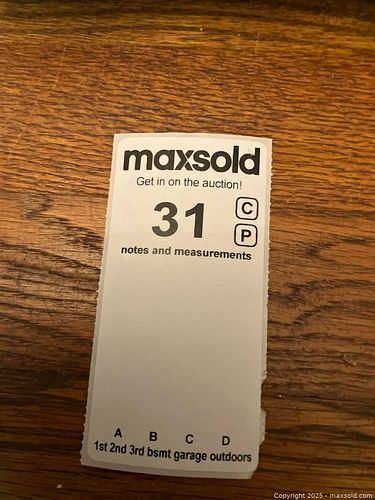 maxsold
Get in on the auction!
31
C
P
notes and measurements
A B C D
1st 2nd 3rd bsmt garage outdoors
Copyright 2025 - maxsold.com